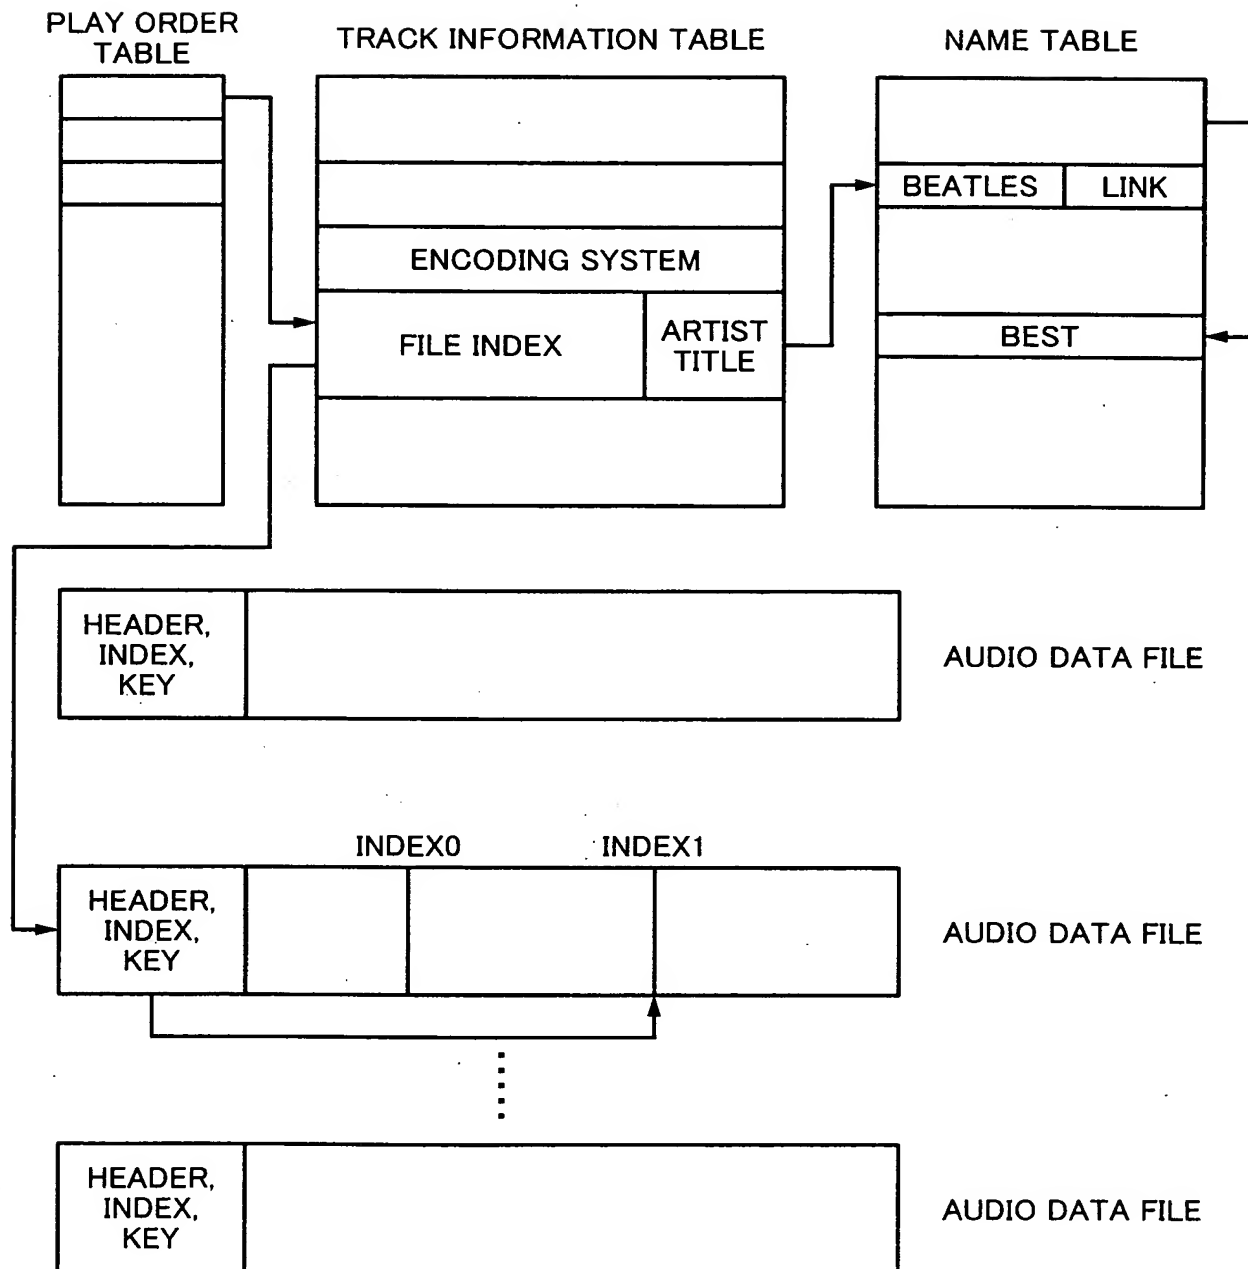 PLAY ORDER
TABLE
TRACK INFORMATION TABLE
NAME TABLE
BEATLES
LINK
ENCODING SYSTEM
FILE INDEX
ARTIST
TITLE
BEST
HEADER,
INDEX,
KEY
AUDIO DATA FILE
INDEX0
INDEX1
HEADER,
INDEX,
KEY
AUDIO DATA FILE
HEADER,
INDEX,
KEY
AUDIO DATA FILE